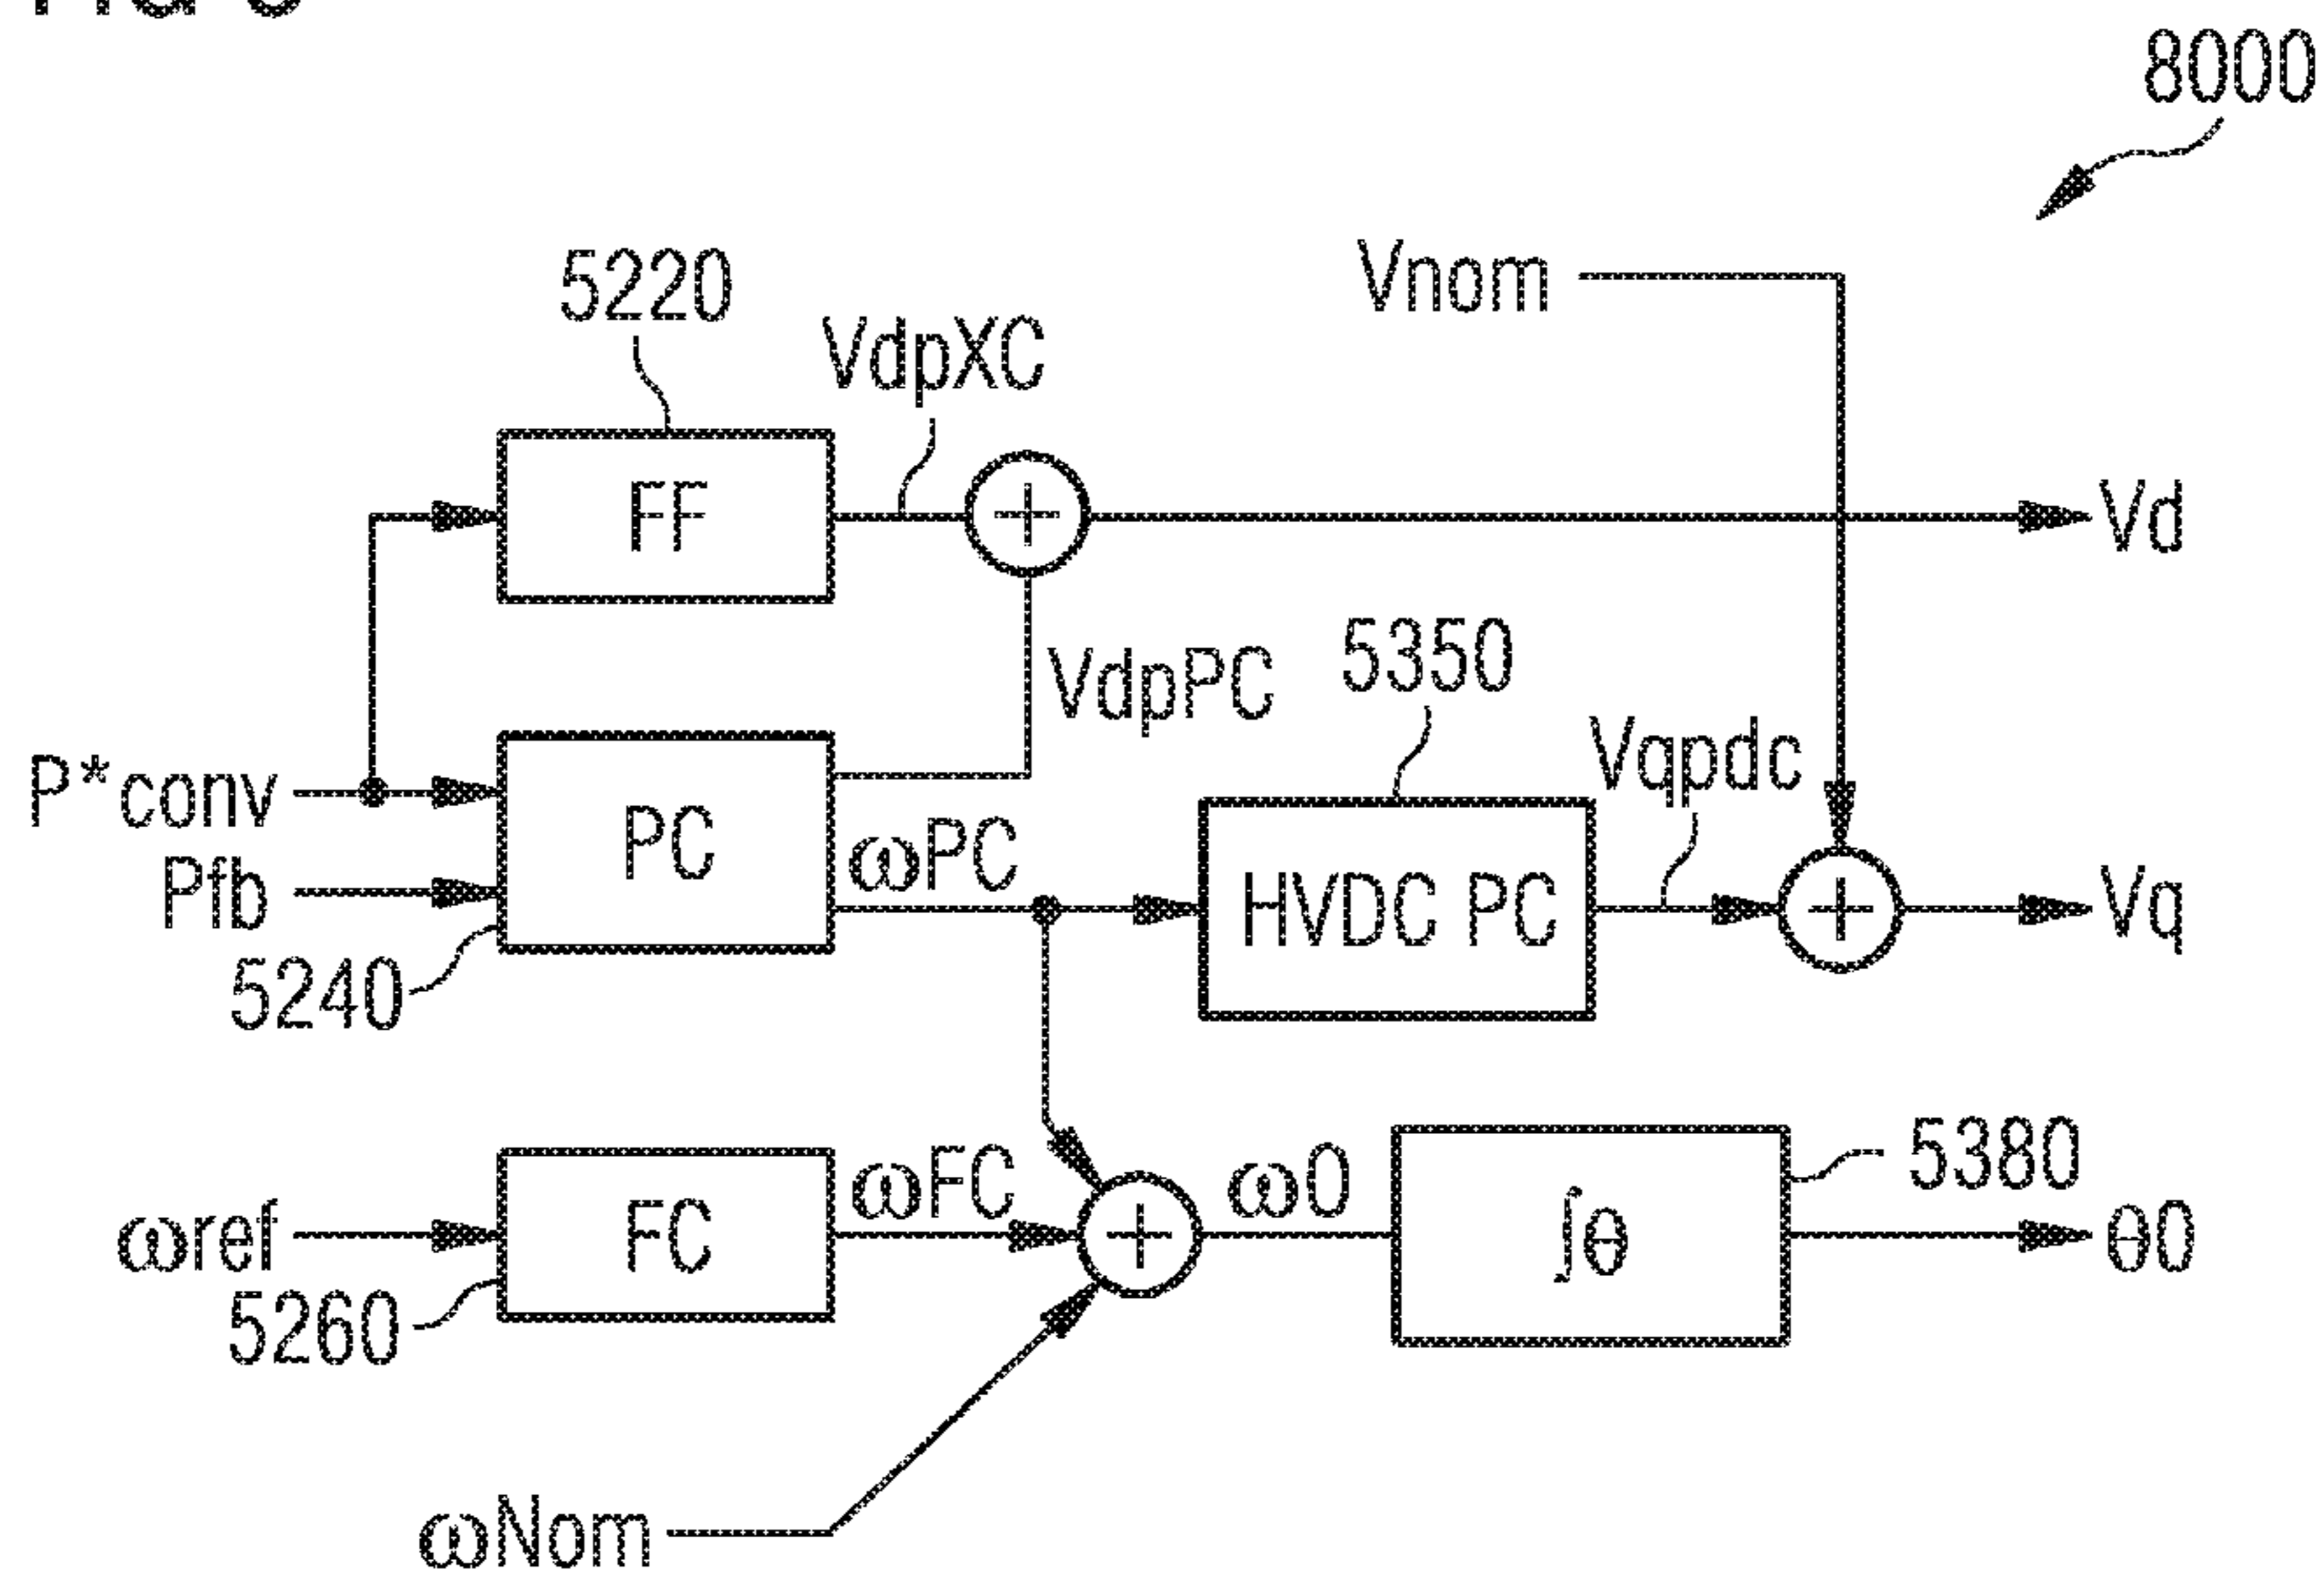 8000
Vnom
5220
VdpXC
FF
Vd
VdpPC
5350
Vqpdc
P*conv
PC
ωPC
HVDC PC
Vq
Pfb
5240
ωref
FC
ωFC
ω0
∫θ
5380
θ0
5260
ωNom